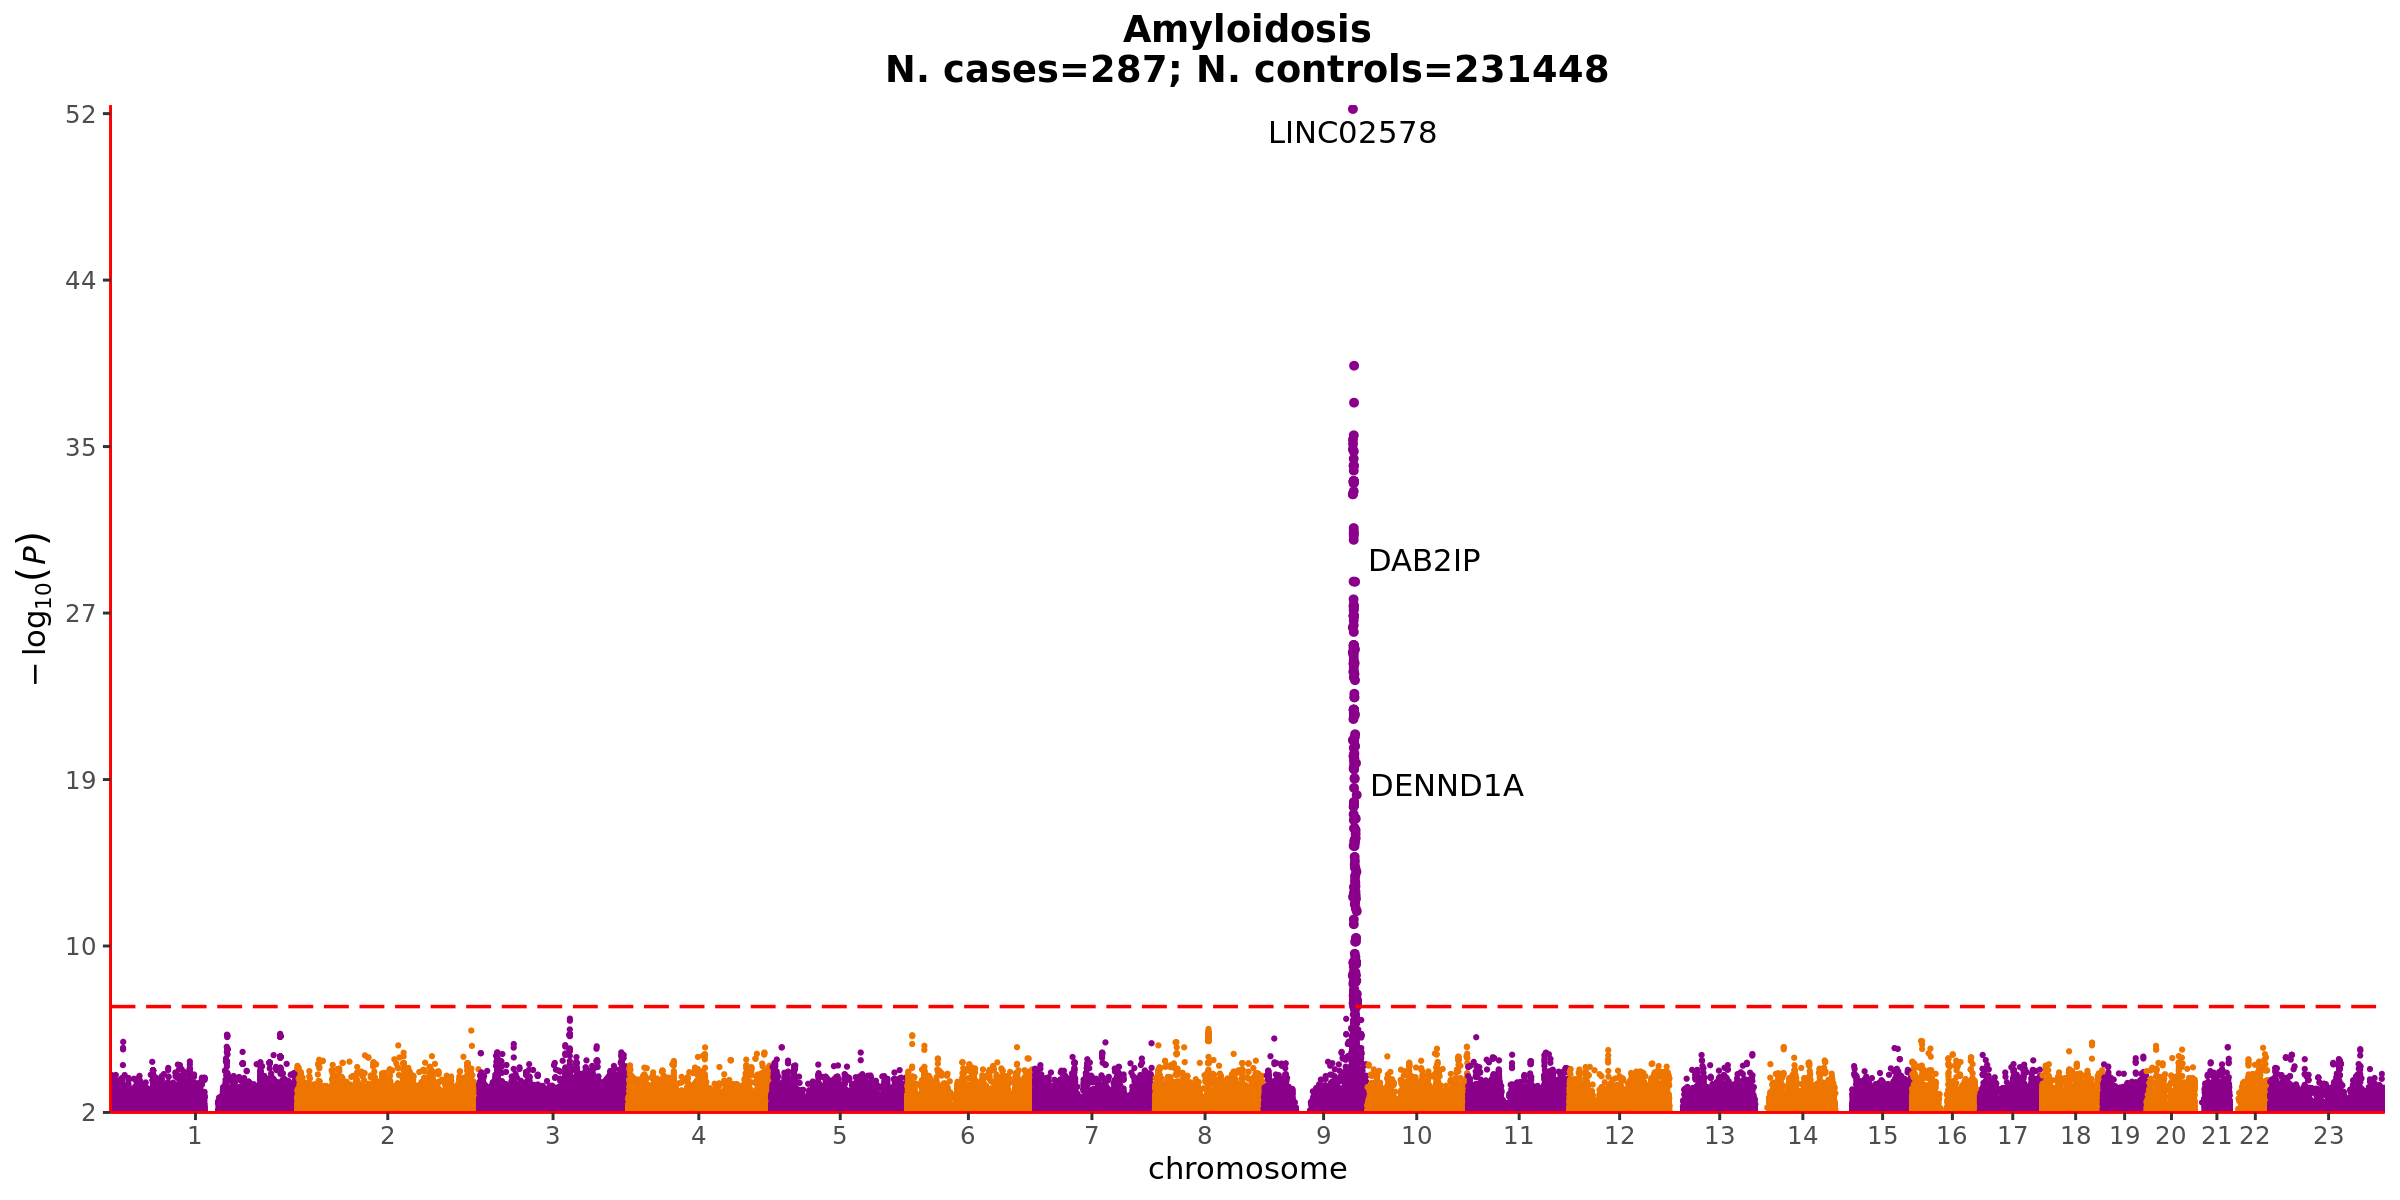 Amyloidosis
N. cases=287; N. controls=231448
52
LINC02578
44
35
DAB2IP
27
− log10(P)
DENND1A
19
10
2
1 2 3 4 5 6 7 8 9 10 11 12 13 14 15 16 17 18 19 20 21 22 23
chromosome